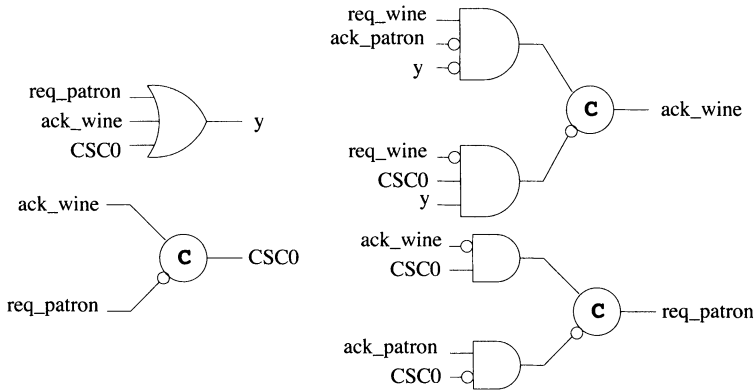 req_patron
ack_wine
CSC0
y
ack_wine
C
CSC0
req_patron
req_wine
ack_patron
y
C
ack_wine
req_wine
CSC0
y
ack_wine
CSC0
C
req_patron
ack_patron
CSC0